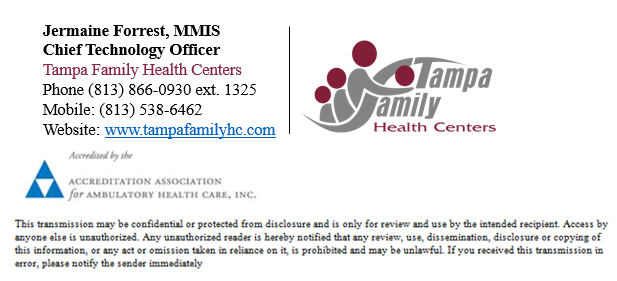 Jermaine Forrest, MMIS
Chief Technology Officer
Tampa Family Health Centers
Phone (813) 866-0930 ext. 1325
Mobile: (813) 538-6462
Website: www.tampafamilyhc.com
Tampa
Family
Health Centers
Accredited by the
ACCREDITATION ASSOCIATION
for AMBULATORY HEALTH CARE, INC.
This transmission may be confidential or protected from disclosure and is only for review and use by the intended recipient. Access by
anyone else is unauthorized. Any unauthorized reader is hereby notified that any review, use, dissemination, disclosure or copying of
this information, or any act or omission taken in reliance on it, is prohibited and may be unlawful. If you received this transmission in
error, please notify the sender immediately